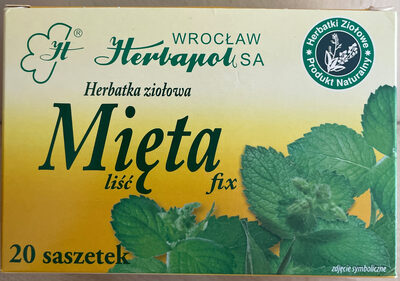 H ®
WROCŁAW
Herbapol SA
Herbatki Ziołowe
Produkt Naturalny
Herbatka ziołowa
Mięta
liść fix
20 saszetek
zdjęcie symboliczne